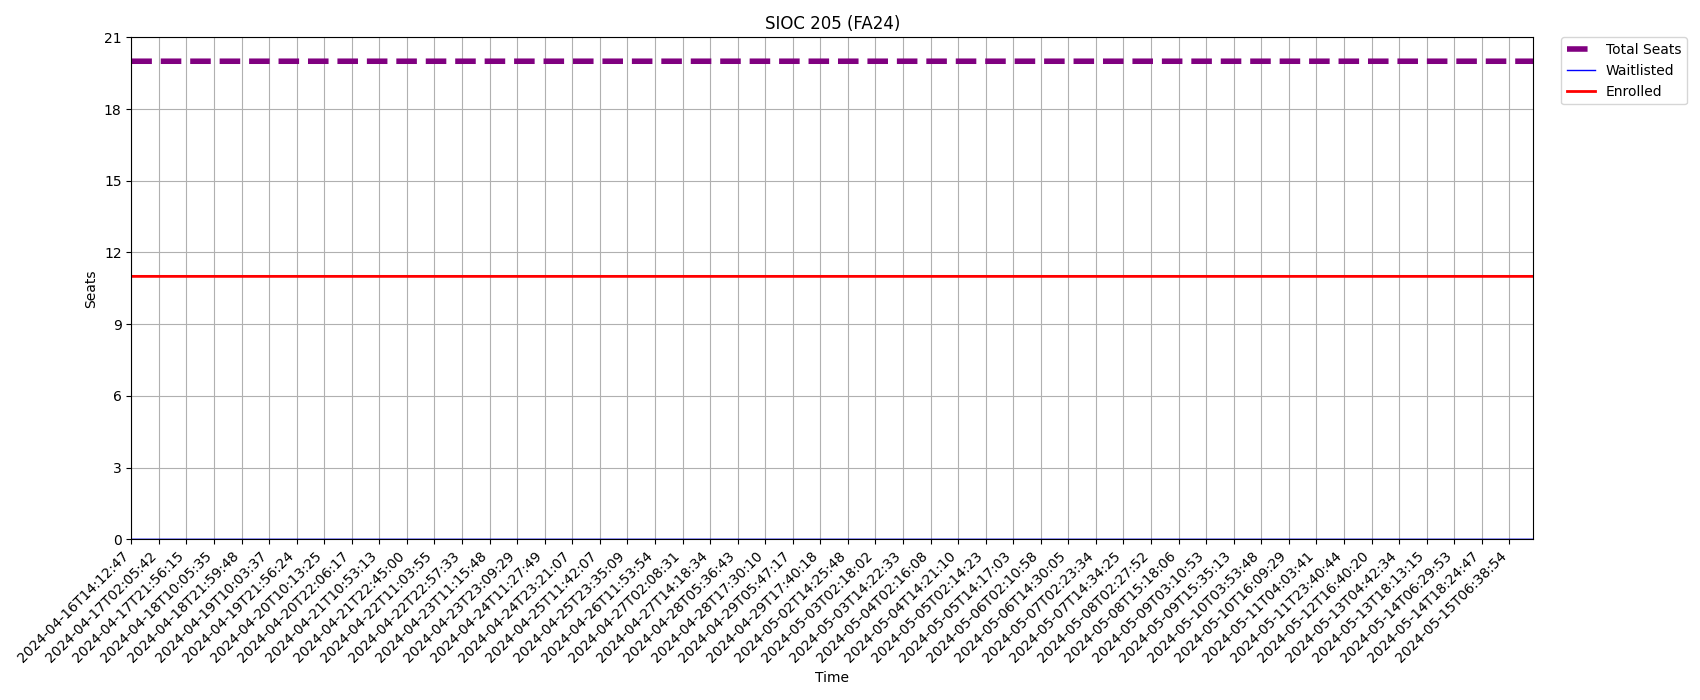 SIOC 205 (FA24)
Total Seats
Waitlisted
Enrolled
21
18
15
12
9
6
3
0
Seats
2024-04-16T14:12:47
2024-04-17T02:05:42
2024-04-17T21:56:15
2024-04-18T10:05:35
2024-04-18T21:59:48
2024-04-19T10:03:37
2024-04-19T21:56:24
2024-04-20T10:13:25
2024-04-20T22:06:17
2024-04-21T10:53:13
2024-04-21T22:45:00
2024-04-22T11:03:55
2024-04-22T22:57:33
2024-04-23T11:15:48
2024-04-23T23:09:29
2024-04-24T11:27:49
2024-04-24T23:21:07
2024-04-25T11:42:07
2024-04-25T23:35:09
2024-04-26T11:53:54
2024-04-27T02:08:31
2024-04-27T14:18:34
2024-04-28T05:36:43
2024-04-28T17:30:10
2024-04-29T05:47:17
2024-04-29T17:40:18
2024-05-02T14:25:48
2024-05-03T02:18:02
2024-05-03T14:22:33
2024-05-04T02:16:08
2024-05-04T14:21:10
2024-05-05T02:14:23
2024-05-05T14:17:03
2024-05-06T02:10:58
2024-05-06T14:30:05
2024-05-07T02:23:34
2024-05-07T14:34:25
2024-05-08T02:27:52
2024-05-08T15:18:06
2024-05-09T03:10:53
2024-05-09T15:35:13
2024-05-10T03:53:48
2024-05-10T16:09:29
2024-05-11T04:03:41
2024-05-11T23:40:44
2024-05-12T16:40:20
2024-05-13T04:42:34
2024-05-13T18:13:15
2024-05-14T06:29:53
2024-05-14T18:24:47
2024-05-15T06:38:54
Time